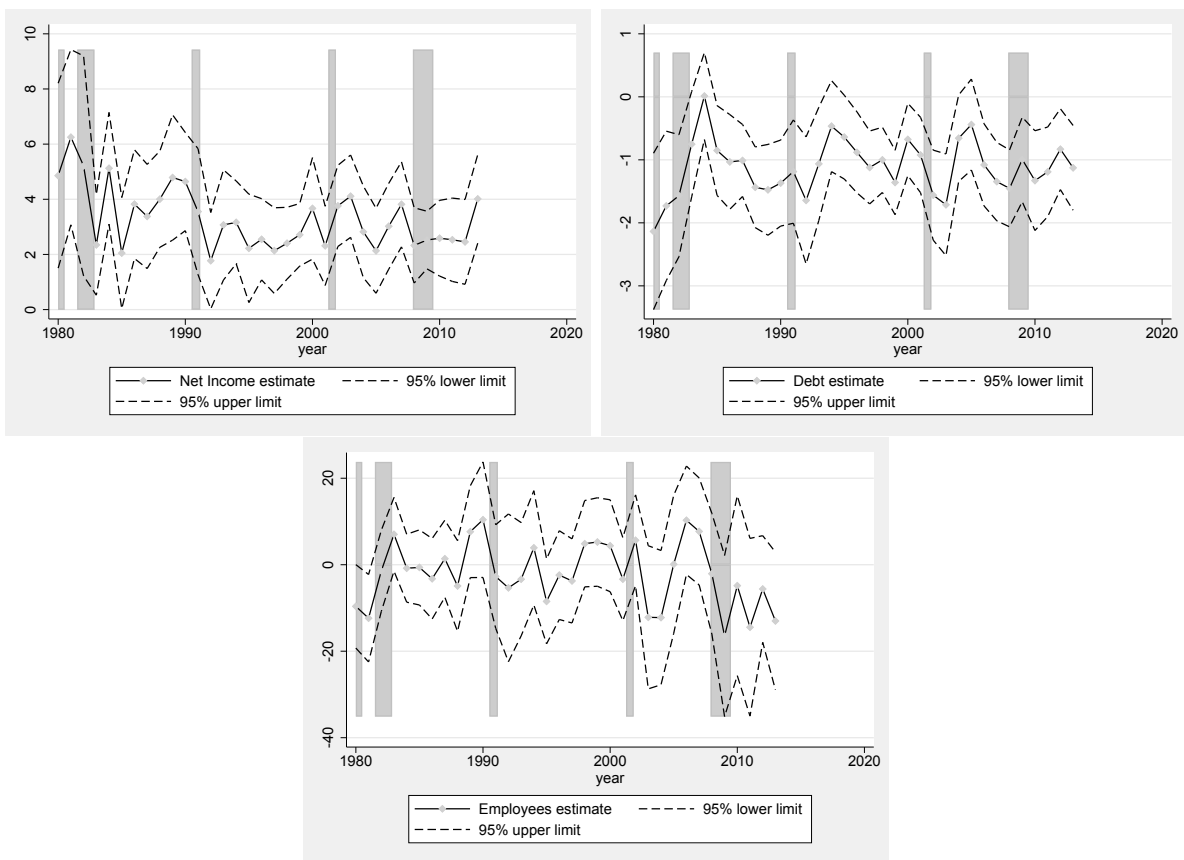 10
8
6
4
2
0
1980 1990 2000 2010 2020
year
Net Income estimate 95% lower limit
95% upper limit
1
0
-1
-2
-3
1980 1990 2000 2010 2020
year
Debt estimate 95% lower limit
95% upper limit
20
0
-20
-40
1980 1990 2000 2010 2020
year
Employees estimate 95% lower limit
95% upper limit